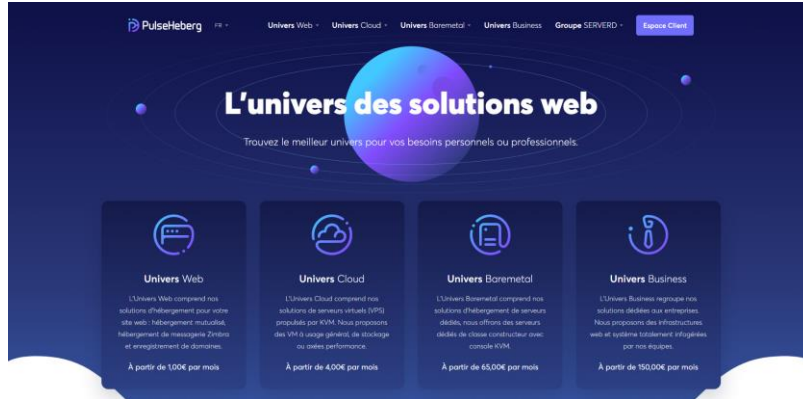 PulseHeberg FR Univers Web Univers Cloud Univers Baremetal Univers Business Groupe SERVERD Espace Client
L'univers des solutions web
Trouvez le meilleur univers pour vos besoins personnels ou professionnels.
Univers Web
L'Univers Web comprend nos
solutions d'hébergement pour votre
site web : hébergement mutualisé,
hébergement de messagerie Zimbra
et enregistrement de domaines.
À partir de 1,00€ par mois
Univers Cloud
L'Univers Cloud comprend nos
solutions de serveurs virtuels (VPS)
propulsés par KVM. Nous proposons
des VM à usage général, de stockage
ou axées performance.
À partir de 4,00€ par mois
Univers Baremetal
L'Univers Baremetal comprend nos
solutions d'hébergement de serveurs
dédiés, nous offrons des serveurs
dédiés de classe constructeur avec
console KVM.
À partir de 65,00€ par mois
Univers Business
L'Univers Business regroupe nos
solutions dédiées aux entreprises.
Nous proposons des infrastructures
web et système totalement infogérées
par nos équipes.
À partir de 150,00€ par mois